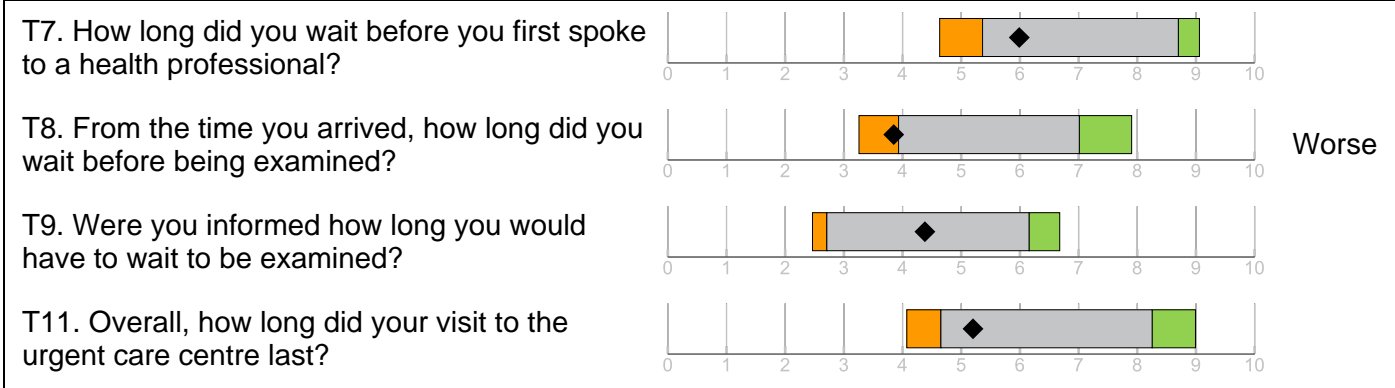 T7. How long did you wait before you first spoke
to a health professional?
0 1 2 3 4 5 6 7 8 9 10
T8. From the time you arrived, how long did you
wait before being examined?
Worse
0 1 2 3 4 5 6 7 8 9 10
T9. Were you informed how long you would
have to wait to be examined?
0 1 2 3 4 5 6 7 8 9 10
T11. Overall, how long did your visit to the
urgent care centre last?
0 1 2 3 4 5 6 7 8 9 10